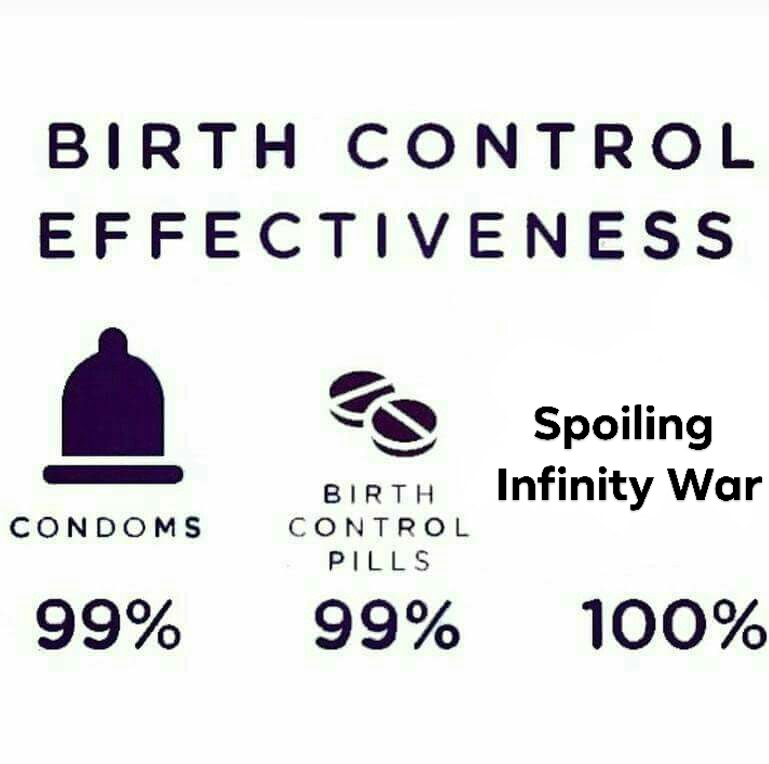 BIRTH CONTROL
EFFECTIVENESS
CONDOMS
99%
BIRTH
CONTROL
PILLS
99%
Spoiling
Infinity War
100%